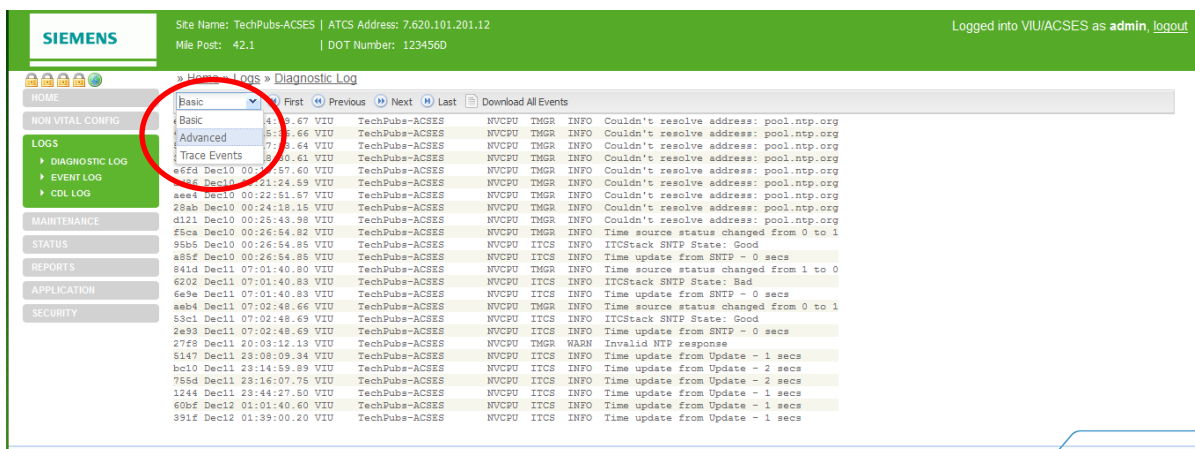 SIEMENS
Site Name: TechPubs-ACSES | ATCS Address: 7.620.101.201.12
Mile Post: 42.1 | DOT Number: 123456D
Logged into VIU/ACSES as admin, logout
» Home » Logs » Diagnostic Log
HOME
NON VITAL CONFIG
LOGS
DIAGNOSTIC LOG
EVENT LOG
CDL LOG
MAINTENANCE
STATUS
REPORTS
APPLICATION
SECURITY
Basic First Previous Next Last Download All Events
Basic
Advanced
Trace Events
9.67 VIU TechPubs-ACSES NVCPU TMGR INFO Couldn't resolve address: pool.ntp.org
.66 VIU TechPubs-ACSES NVCPU TMGR INFO Couldn't resolve address: pool.ntp.org
.64 VIU TechPubs-ACSES NVCPU TMGR INFO Couldn't resolve address: pool.ntp.org
0.61 VIU TechPubs-ACSES NVCPU TMGR INFO Couldn't resolve address: pool.ntp.org
e6fd Dec10 :57.60 VIU TechPubs-ACSES NVCPU TMGR INFO Couldn't resolve address: pool.ntp.org
Dec10 :21:24.59 VIU TechPubs-ACSES NVCPU TMGR INFO Couldn't resolve address: pool.ntp.org
aee4 Dec10 00:22:51.57 VIU TechPubs-ACSES NVCPU TMGR INFO Couldn't resolve address: pool.ntp.org
28ab Dec10 00:24:18.15 VIU TechPubs-ACSES NVCPU TMGR INFO Couldn't resolve address: pool.ntp.org
d121 Dec10 00:25:43.98 VIU TechPubs-ACSES NVCPU TMGR INFO Couldn't resolve address: pool.ntp.org
f5ca Dec10 00:26:54.82 VIU TechPubs-ACSES NVCPU TMGR INFO Time source status changed from 0 to 1
95b5 Dec10 00:26:54.85 VIU TechPubs-ACSES NVCPU ITCS INFO ITCStack SNTP State: Good
a85f Dec10 00:26:54.85 VIU TechPubs-ACSES NVCPU ITCS INFO Time update from SNTP - 0 secs
841d Dec11 07:01:40.80 VIU TechPubs-ACSES NVCPU TMGR INFO Time source status changed from 1 to 0
6202 Dec11 07:01:40.83 VIU TechPubs-ACSES NVCPU ITCS INFO ITCStack SNTP State: Bad
6e9e Dec11 07:01:40.83 VIU TechPubs-ACSES NVCPU ITCS INFO Time update from SNTP - 0 secs
aeb4 Dec11 07:02:48.66 VIU TechPubs-ACSES NVCPU TMGR INFO Time source status changed from 0 to 1
53c1 Dec11 07:02:48.69 VIU TechPubs-ACSES NVCPU ITCS INFO ITCStack SNTP State: Good
2e93 Dec11 07:02:48.69 VIU TechPubs-ACSES NVCPU ITCS INFO Time update from SNTP - 0 secs
27f8 Dec11 20:03:12.13 VIU TechPubs-ACSES NVCPU TMGR WARN Invalid NTP response
5147 Dec11 23:08:09.34 VIU TechPubs-ACSES NVCPU ITCS INFO Time update from Update - 1 secs
bc10 Dec11 23:14:59.89 VIU TechPubs-ACSES NVCPU ITCS INFO Time update from Update - 2 secs
755d Dec11 23:16:07.75 VIU TechPubs-ACSES NVCPU ITCS INFO Time update from Update - 2 secs
1244 Dec11 23:44:27.50 VIU TechPubs-ACSES NVCPU ITCS INFO Time update from Update - 1 secs
60bf Dec12 01:01:40.60 VIU TechPubs-ACSES NVCPU ITCS INFO Time update from Update - 1 secs
391f Dec12 01:39:00.20 VIU TechPubs-ACSES NVCPU ITCS INFO Time update from Update - 1 secs